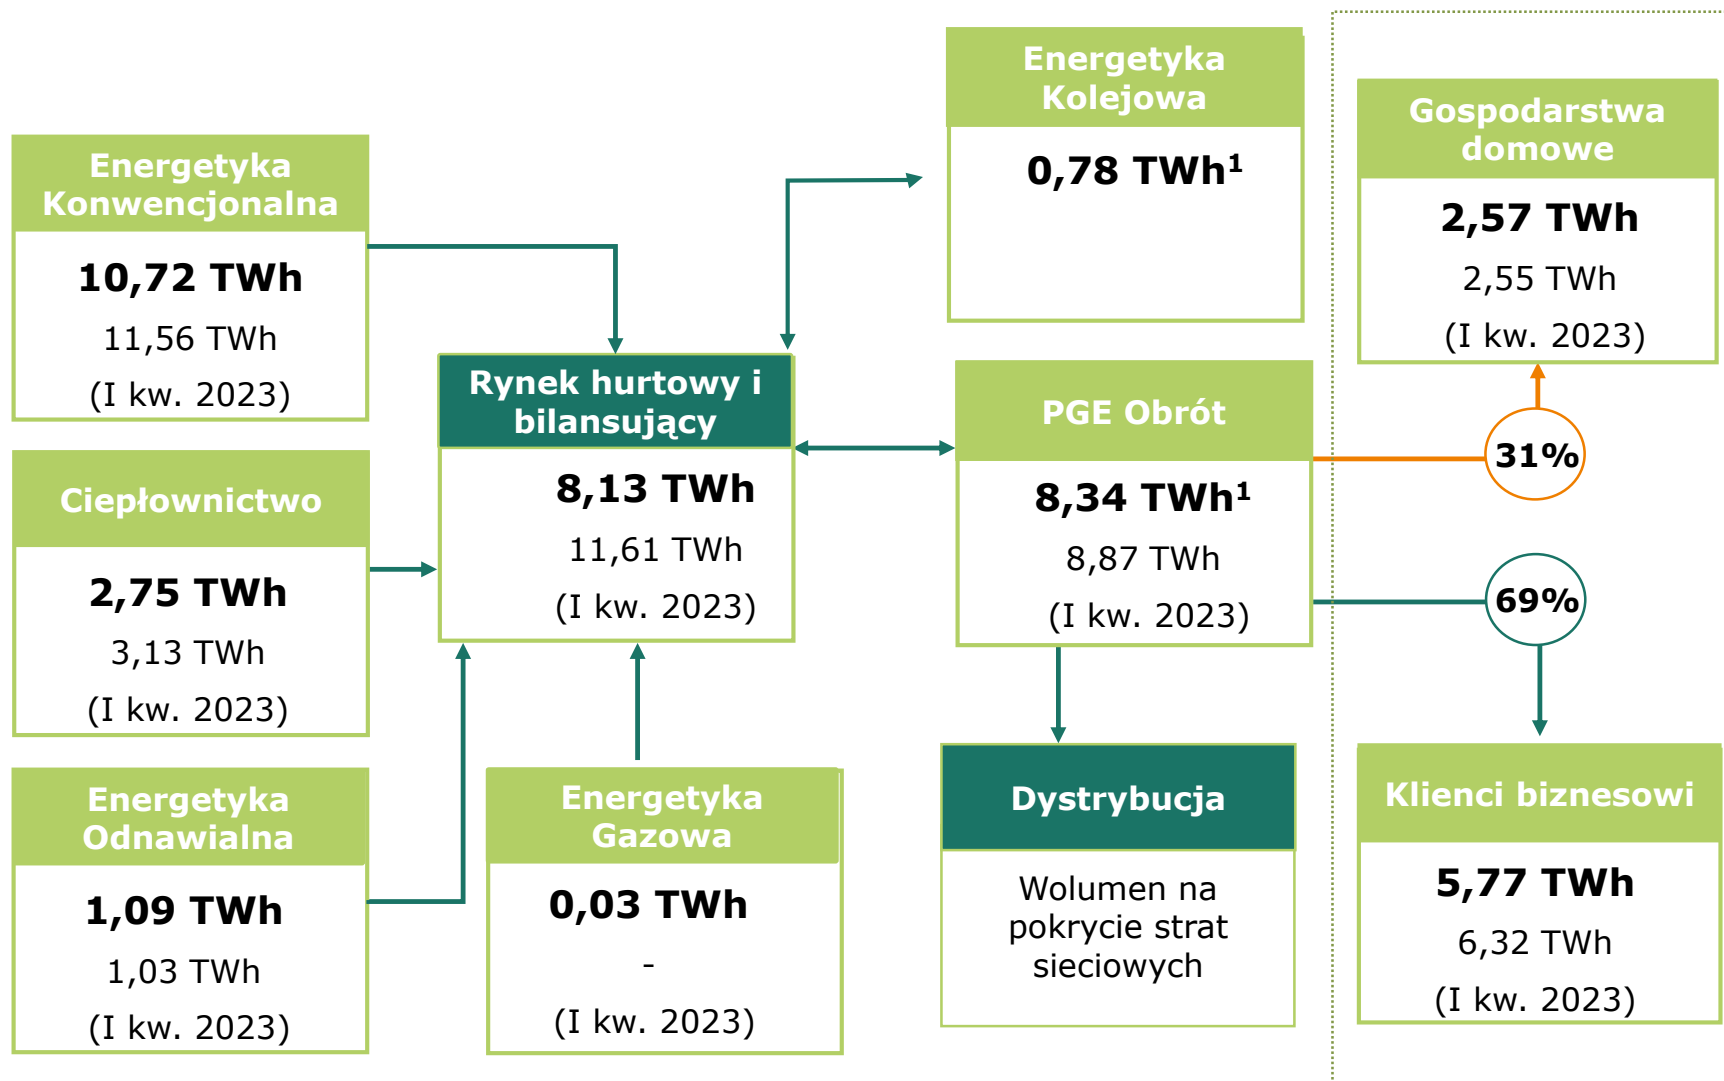 Energetyka
Konwencjonalna
10,72 TWh
11,56 TWh
(I kw. 2023)
Ciepłownictwo
2,75 TWh
3,13 TWh
(I kw. 2023)
Energetyka
Odnawialna
1,09 TWh
1,03 TWh
(I kw. 2023)
Rynek hurtowy i
bilansujący
8,13 TWh
11,61 TWh
(I kw. 2023)
Energetyka
Gazowa
0,03 TWh
-
(I kw. 2023)
Energetyka
Kolejowa
0,78 TWh¹
PGE Obrót
8,34 TWh¹
8,87 TWh
(I kw. 2023)
Dystrybucja
Wolumen na
pokrycie strat
sieciowych
Gospodarstwa
domowe
2,57 TWh
2,55 TWh
(I kw. 2023)
31%
69%
Klienci biznesowi
5,77 TWh
6,32 TWh
(I kw. 2023)